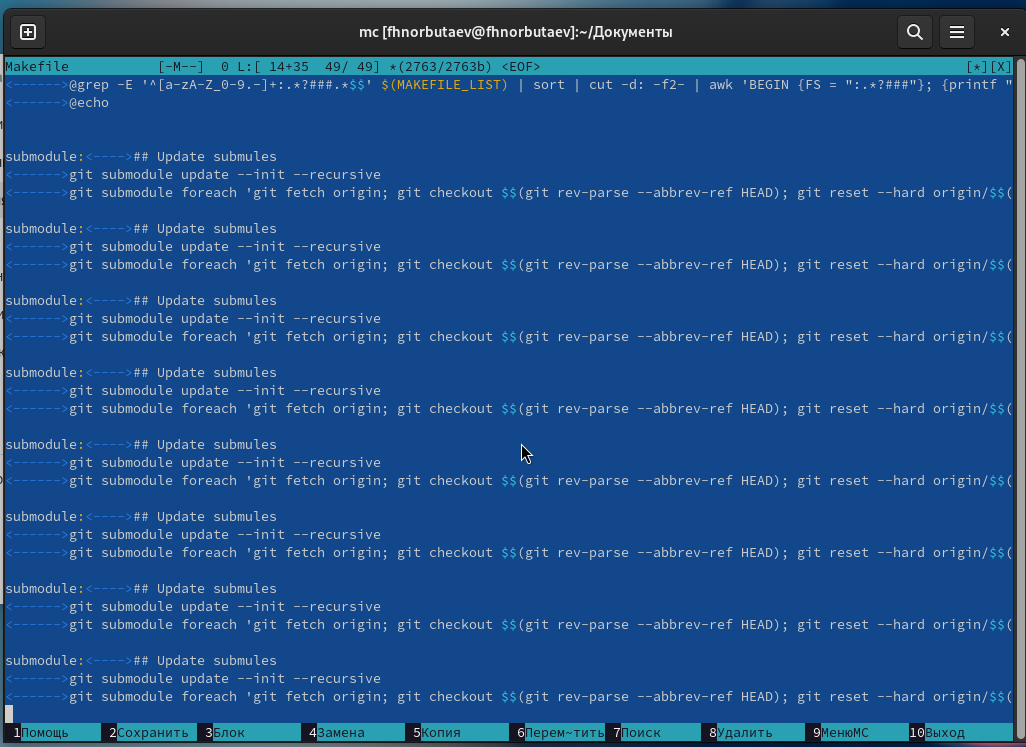 mc [fhnorbutaev@fhnorbutaev]:~/Документы
Makefile [-M--] 0 L:[ 14+35 49/ 49] *(2763/2763b) <EOF> [*][X]
<------>@grep -E '^[a-zA-Z_0-9.-]+:.*?###.*$$' $(MAKEFILE_LIST) | sort | cut -d: -f2- | awk 'BEGIN {FS = ":.*?###"}; {printf "
<------>@echo
submodule:<---->## Update submules
<------>git submodule update --init --recursive
<------>git submodule foreach 'git fetch origin; git checkout $$(git rev-parse --abbrev-ref HEAD); git reset --hard origin/$$(
submodule:<---->## Update submules
<------>git submodule update --init --recursive
<------>git submodule foreach 'git fetch origin; git checkout $$(git rev-parse --abbrev-ref HEAD); git reset --hard origin/$$(
submodule:<---->## Update submules
<------>git submodule update --init --recursive
<------>git submodule foreach 'git fetch origin; git checkout $$(git rev-parse --abbrev-ref HEAD); git reset --hard origin/$$(
submodule:<---->## Update submules
<------>git submodule update --init --recursive
<------>git submodule foreach 'git fetch origin; git checkout $$(git rev-parse --abbrev-ref HEAD); git reset --hard origin/$$(
submodule:<---->## Update submules
<------>git submodule update --init --recursive
<------>git submodule foreach 'git fetch origin; git checkout $$(git rev-parse --abbrev-ref HEAD); git reset --hard origin/$$(
submodule:<---->## Update submules
<------>git submodule update --init --recursive
<------>git submodule foreach 'git fetch origin; git checkout $$(git rev-parse --abbrev-ref HEAD); git reset --hard origin/$$(
submodule:<---->## Update submules
<------>git submodule update --init --recursive
<------>git submodule foreach 'git fetch origin; git checkout $$(git rev-parse --abbrev-ref HEAD); git reset --hard origin/$$(
submodule:<---->## Update submules
<------>git submodule update --init --recursive
<------>git submodule foreach 'git fetch origin; git checkout $$(git rev-parse --abbrev-ref HEAD); git reset --hard origin/$$(
1Помощь 2Сохранить 3Блок 4Замена 5Копия 6Перем~тить 7Поиск 8Удалить 9МенюMC 10Выход